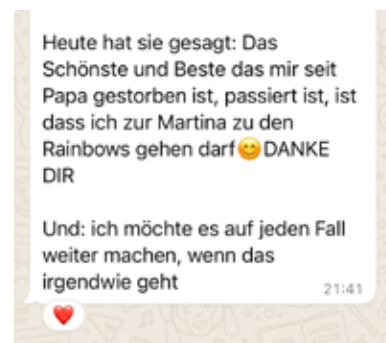 Heute hat sie gesagt: Das
Schönste und Beste das mir seit
Papa gestorben ist, passiert ist, ist
dass ich zur Martina zu den
Rainbows gehen darf😊DANKE
DIR
Und: ich möchte es auf jeden Fall
weiter machen, wenn das
irgendwie geht
21:41